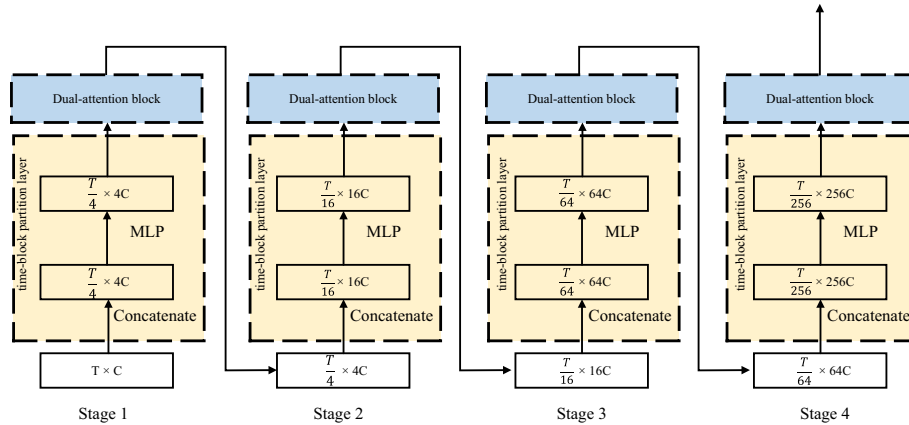 Dual-attention block
time-block partition layer
T/4 × 4C
MLP
T/4 × 4C
Concatenate
T × C
Stage 1
Dual-attention block
time-block partition layer
T/16 × 16C
MLP
T/16 × 16C
Concatenate
T/4 × 4C
Stage 2
Dual-attention block
time-block partition layer
T/64 × 64C
MLP
T/64 × 64C
Concatenate
T/16 × 16C
Stage 3
Dual-attention block
time-block partition layer
T/256 × 256C
MLP
T/256 × 256C
Concatenate
T/64 × 64C
Stage 4